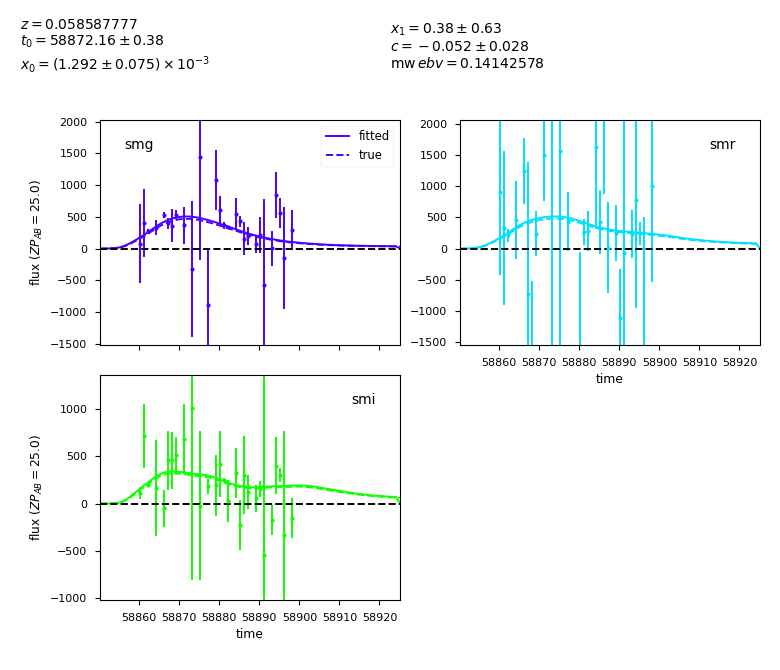 z = 0.058587777
t₀ = 58872.16 ± 0.38
x₀ = (1.292 ± 0.075) × 10⁻³
x₁ = 0.38 ± 0.63
c = −0.052 ± 0.028
mw ebv = 0.14142578
smg
fitted
true
2000
1500
1000
500
0
−500
−1000
−1500
flux (ZP_AB = 25.0)
smr
2000
1500
1000
500
0
−500
−1000
−1500
58860 58870 58880 58890 58900 58910 58920
time
smi
1000
500
0
−500
−1000
flux (ZP_AB = 25.0)
58860 58870 58880 58890 58900 58910 58920
time